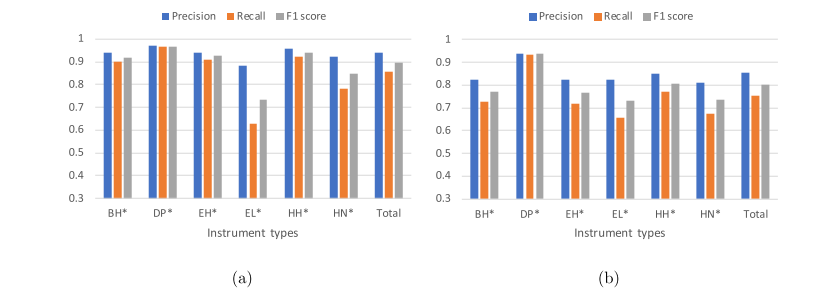 Precision Recall F1 score
1
0.9
0.8
0.7
0.6
0.5
0.4
0.3
BH* DP* EH* EL* HH* HN* Total
Instrument types
(a)
Precision Recall F1 score
1
0.9
0.8
0.7
0.6
0.5
0.4
0.3
BH* DP* EH* EL* HH* HN* Total
Instrument types
(b)